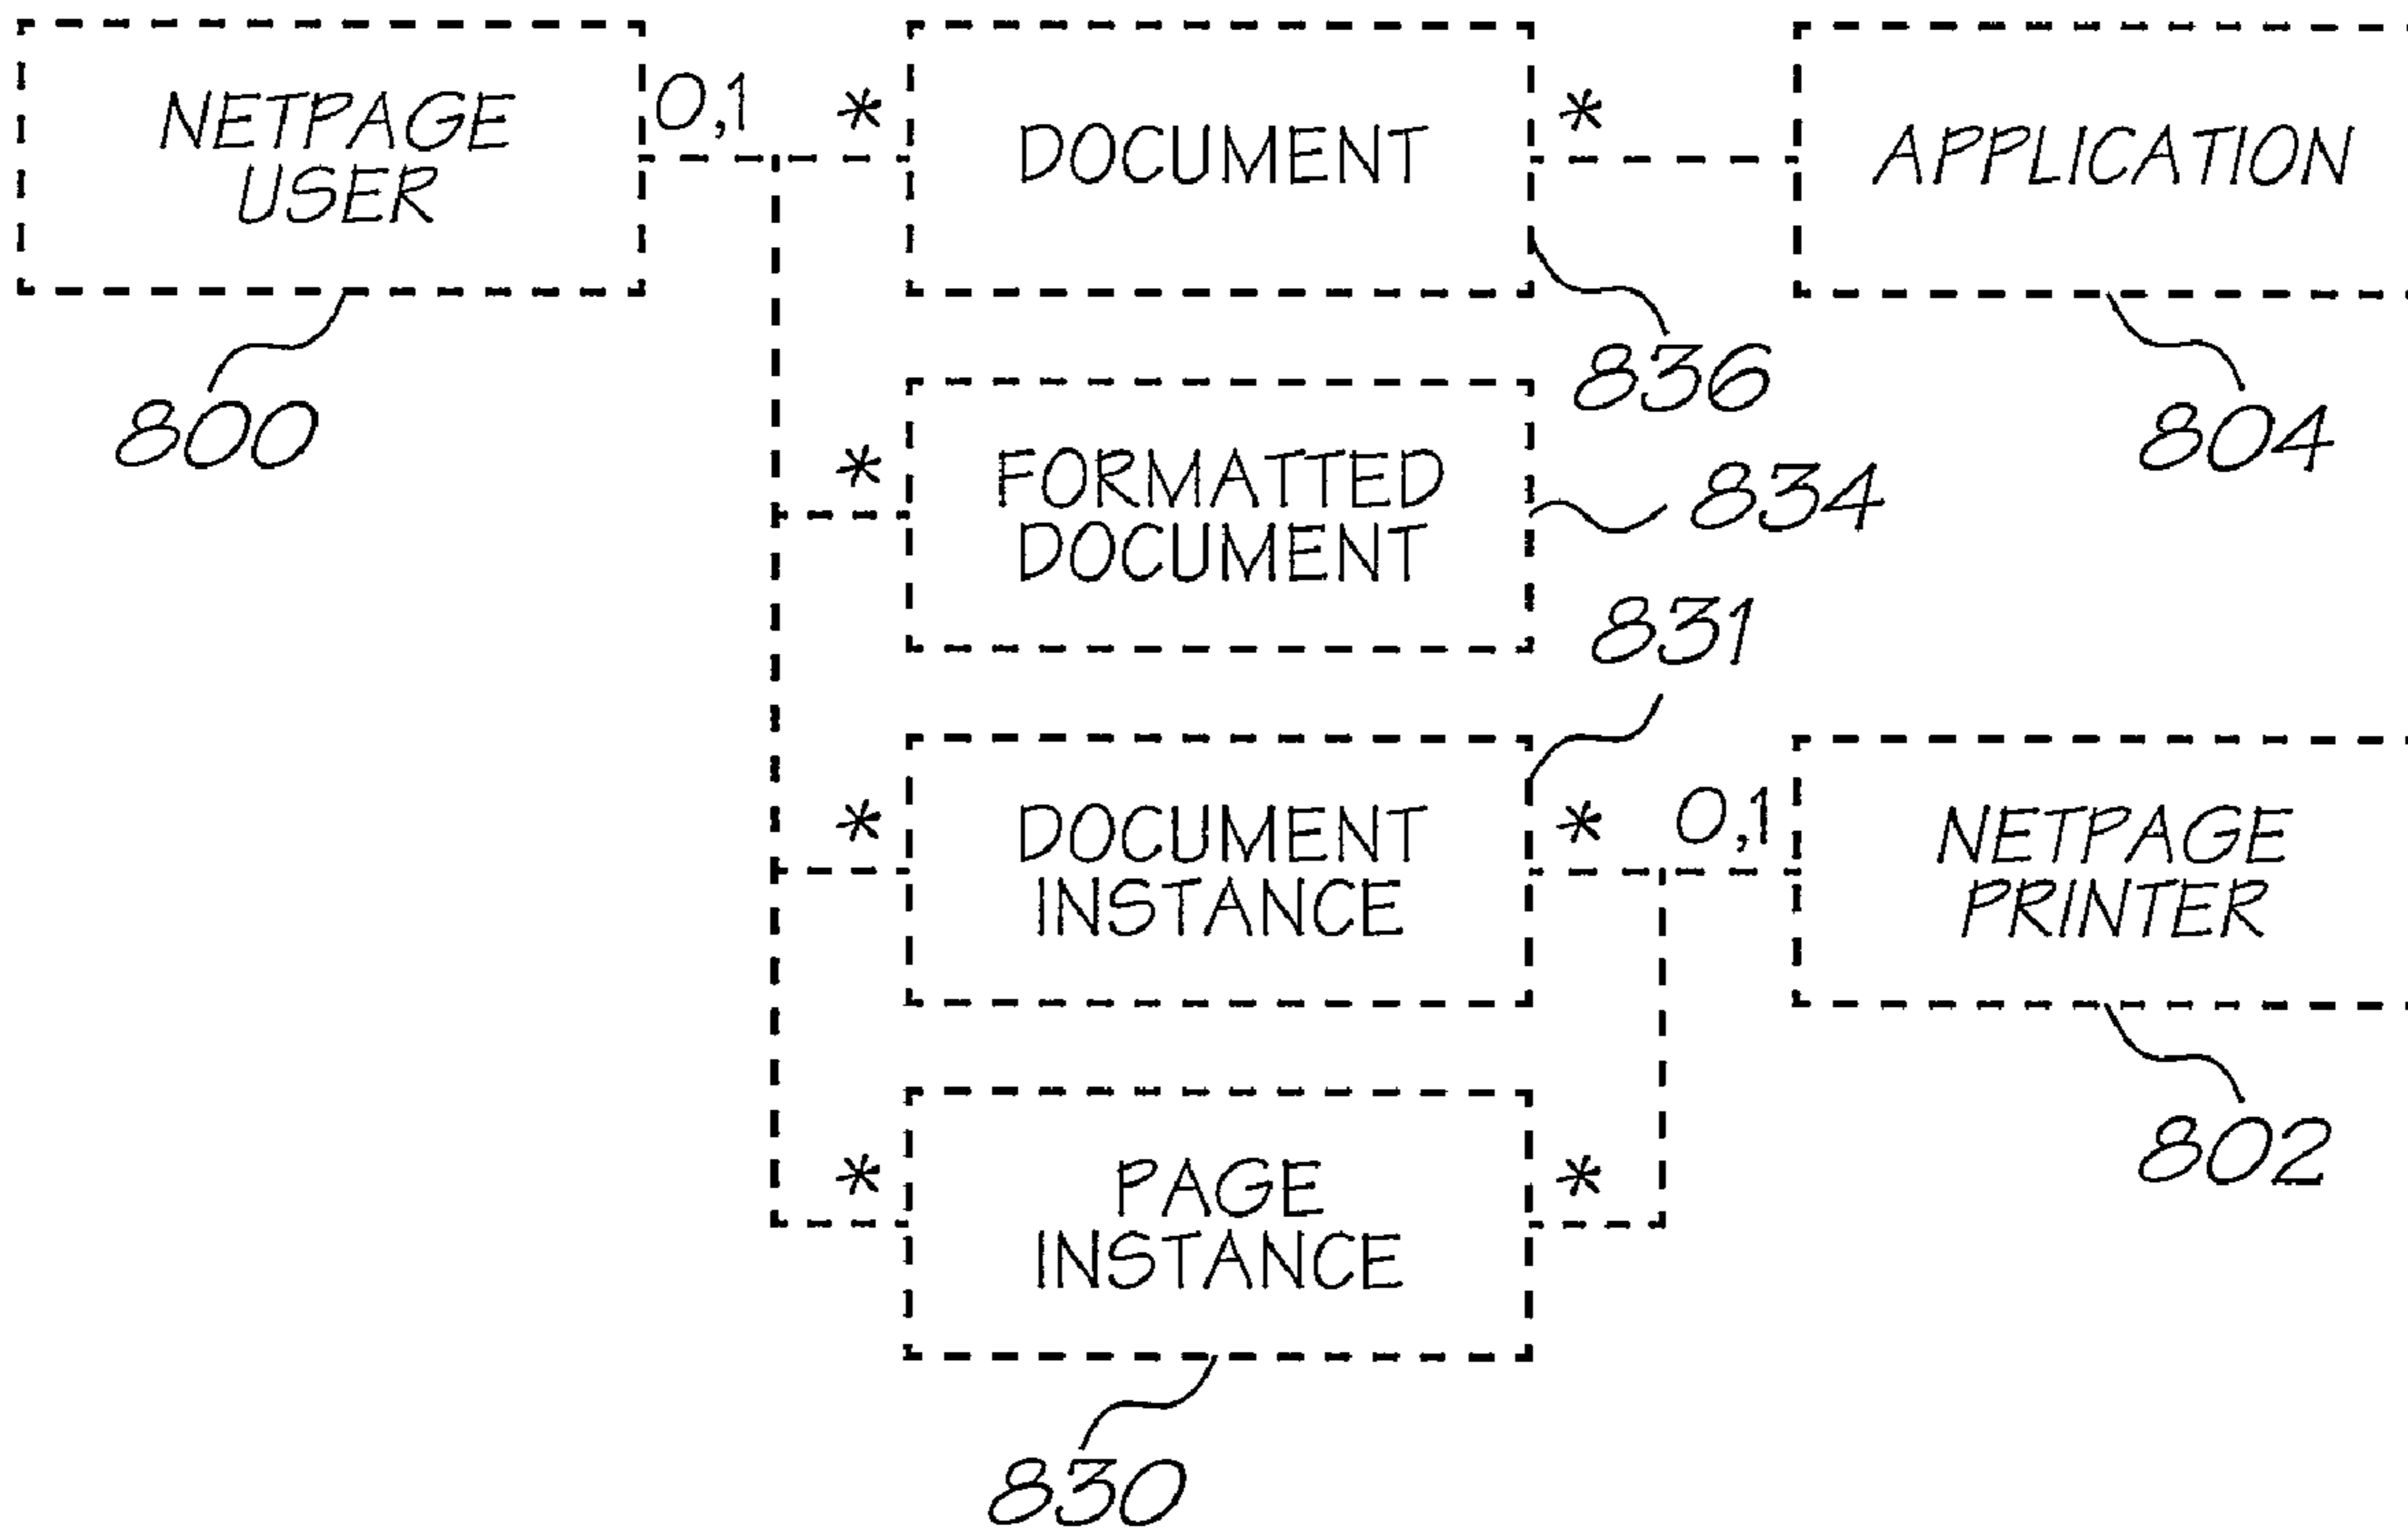 NETPAGE
USER
0,1
*
DOCUMENT
*
APPLICATION
800
836
804
*
FORMATTED
DOCUMENT
834
831
*
DOCUMENT
INSTANCE
*
0,1
NETPAGE
PRINTER
802
*
PAGE
INSTANCE
*
830